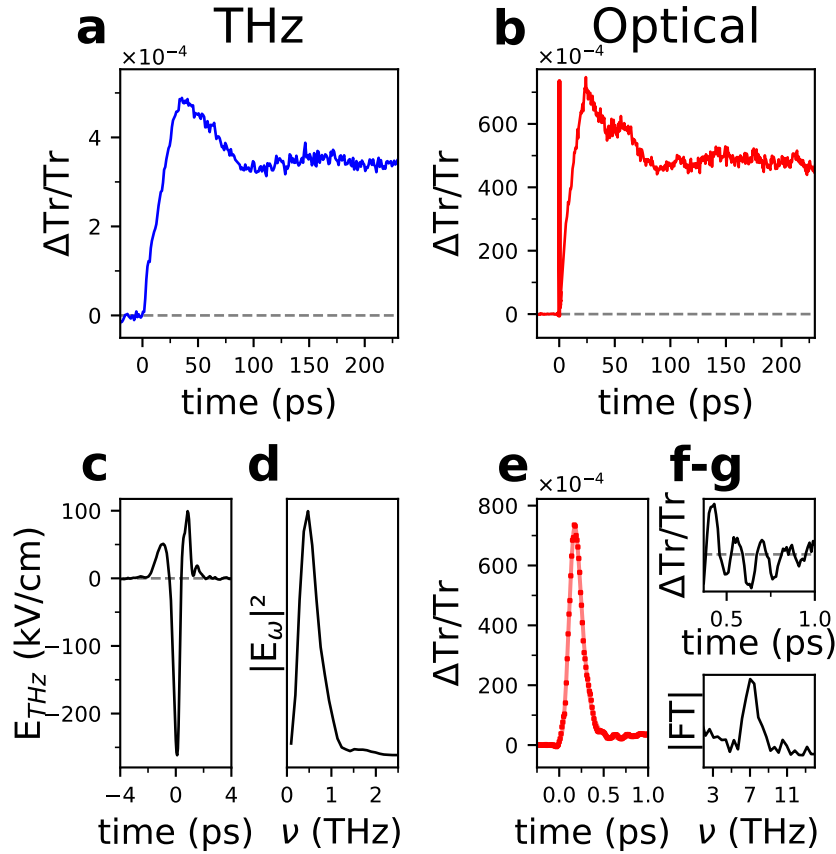 a THz
×10⁻⁴
ΔTr/Tr
4
2
0
0 50 100 150 200
time (ps)
b Optical
×10⁻⁴
ΔTr/Tr
600
400
200
0
0 50 100 150 200
time (ps)
c
E_THz (kV/cm)
100
0
−100
−200
−4 0 4
time (ps)
d
|E_ω|²
0 1 2
ν (THz)
e
×10⁻⁴
ΔTr/Tr
800
600
400
200
0
0.0 0.5 1.0
time (ps)
f-g
ΔTr/Tr
0.5 1.0
time (ps)
|FT|
3 7 11
ν (THz)